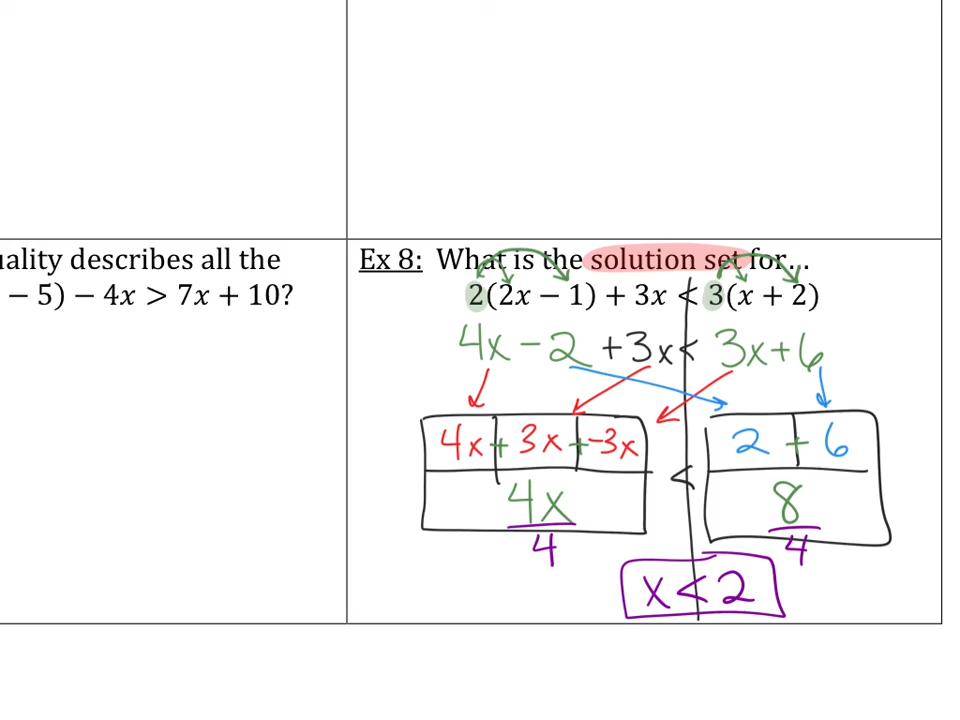 uality describes all the
− 5) − 4x > 7x + 10?
Ex 8: What is the solution set for…
2(2x − 1) + 3x < 3(x + 2)
4x − 2 + 3x < 3x + 6
4x + 3x + -3x 2 + 6
4x < 8
4 4
x < 2